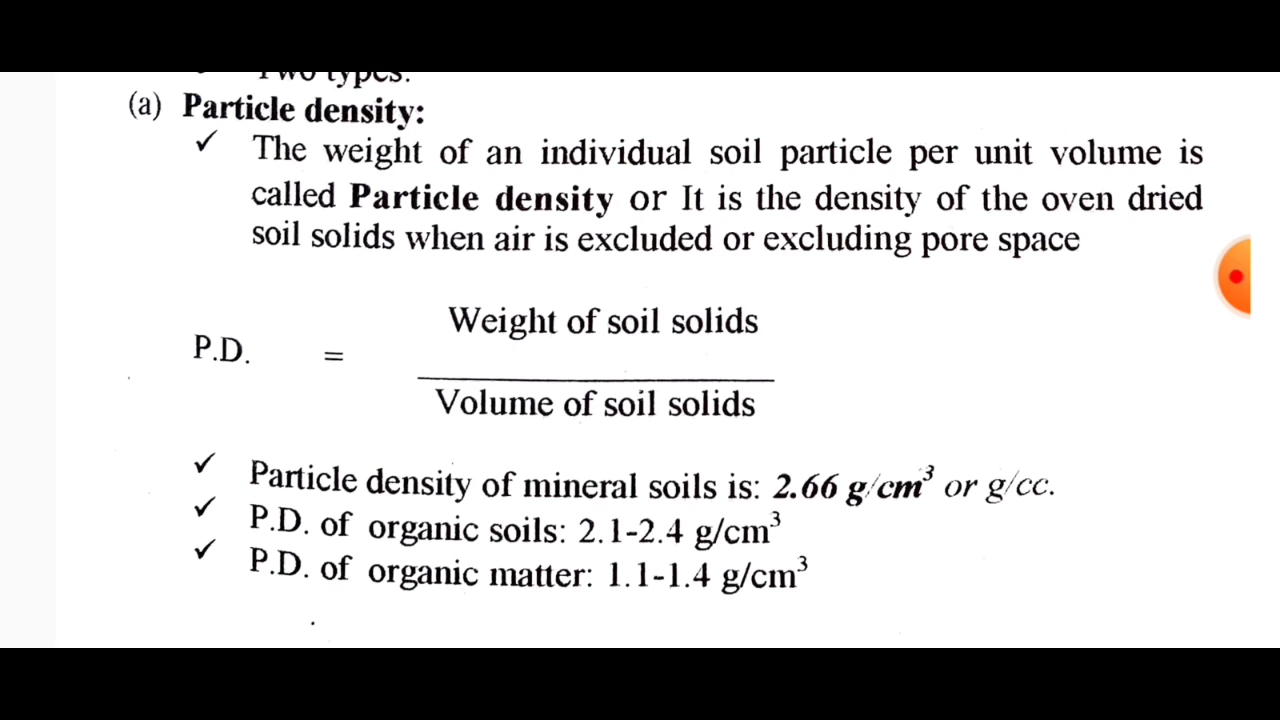 Two types:
(a) Particle density:
✓ The weight of an individual soil particle per unit volume is
called Particle density or It is the density of the oven dried
soil solids when air is excluded or excluding pore space
Weight of soil solids
P.D. =
Volume of soil solids
✓ Particle density of mineral soils is: 2.66 g/cm³ or g/cc.
✓ P.D. of organic soils: 2.1-2.4 g/cm³
✓ P.D. of organic matter: 1.1-1.4 g/cm³